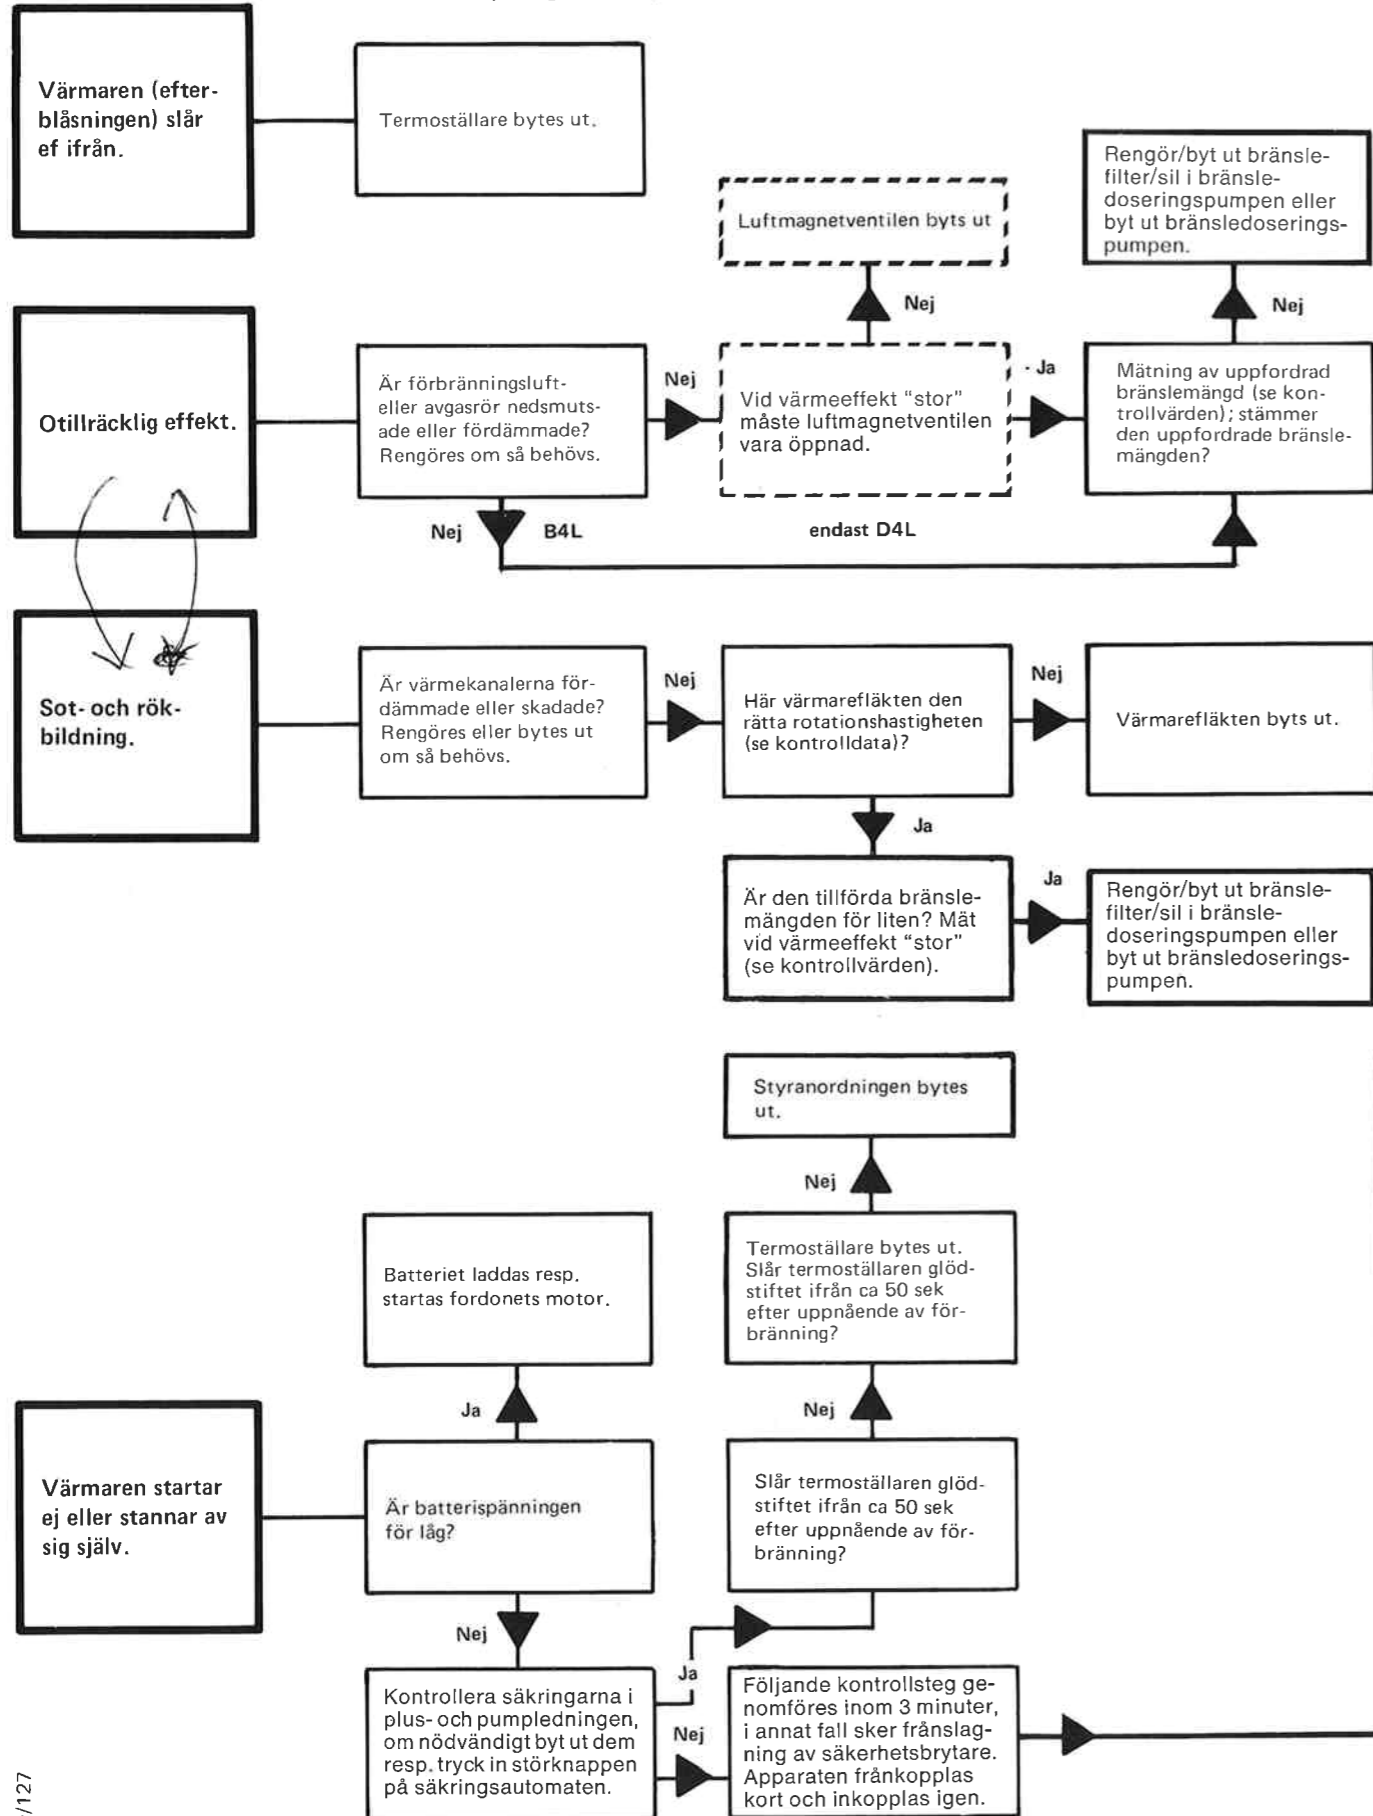 Värmaren (efter-
blåsningen) slår
ef ifrån.
Termoställare bytes ut.
Luftmagnetventilen byts ut
Rengör/byt ut bränsle-
filter/sil i bränsle-
doseringspumpen eller
byt ut bränsledoserings-
pumpen.
Nej
Nej
Otillräcklig effekt.
Är förbränningsluft-
eller avgasrör nedsmuts-
ade eller fördämmade?
Rengöres om så behövs.
Nej
Vid värmeeffekt “stor”
måste luftmagnetventilen
vara öppnad.
- Ja
Mätning av uppfordrad
bränslemängd (se kon-
trollvärden); stämmer
den uppfordrade bränsle-
mängden?
Nej
B4L
endast D4L
Sot- och rök-
bildning.
Är värmekanalerna för-
dämmade eller skadade?
Rengöres eller bytes ut
om så behövs.
Nej
Här värmarefläkten den
rätta rotationshastigheten
(se kontrolldata)?
Nej
Värmarefläkten byts ut.
Ja
Är den tillförda bränsle-
mängden för liten? Mät
vid värmeeffekt “stor”
(se kontrollvärden).
Ja
Rengör/byt ut bränsle-
filter/sil i bränsle-
doseringspumpen eller
byt ut bränsledoserings-
pumpen.
Styranordningen bytes
ut.
Nej
Batteriet laddas resp.
startas fordonets motor.
Termoställare bytes ut.
Slår termoställaren glöd-
stiftet ifrån ca 50 sek
efter uppnående av för-
bränning?
Ja
Nej
Värmaren startar
ej eller stannar av
sig själv.
Är batterispänningen
för låg?
Slår termoställaren glöd-
stiftet ifrån ca 50 sek
efter uppnående av för-
bränning?
Nej
Ja
Kontrollera säkringarna i
plus- och pumpledningen,
om nödvändigt byt ut dem
resp. tryck in störknappen
på säkringsautomaten.
Nej
Följande kontrollsteg ge-
nomföres inom 3 minuter,
i annat fall sker frånslag-
ning av säkerhetsbrytare.
Apparaten frånkopplas
kort och inkopplas igen.
/127